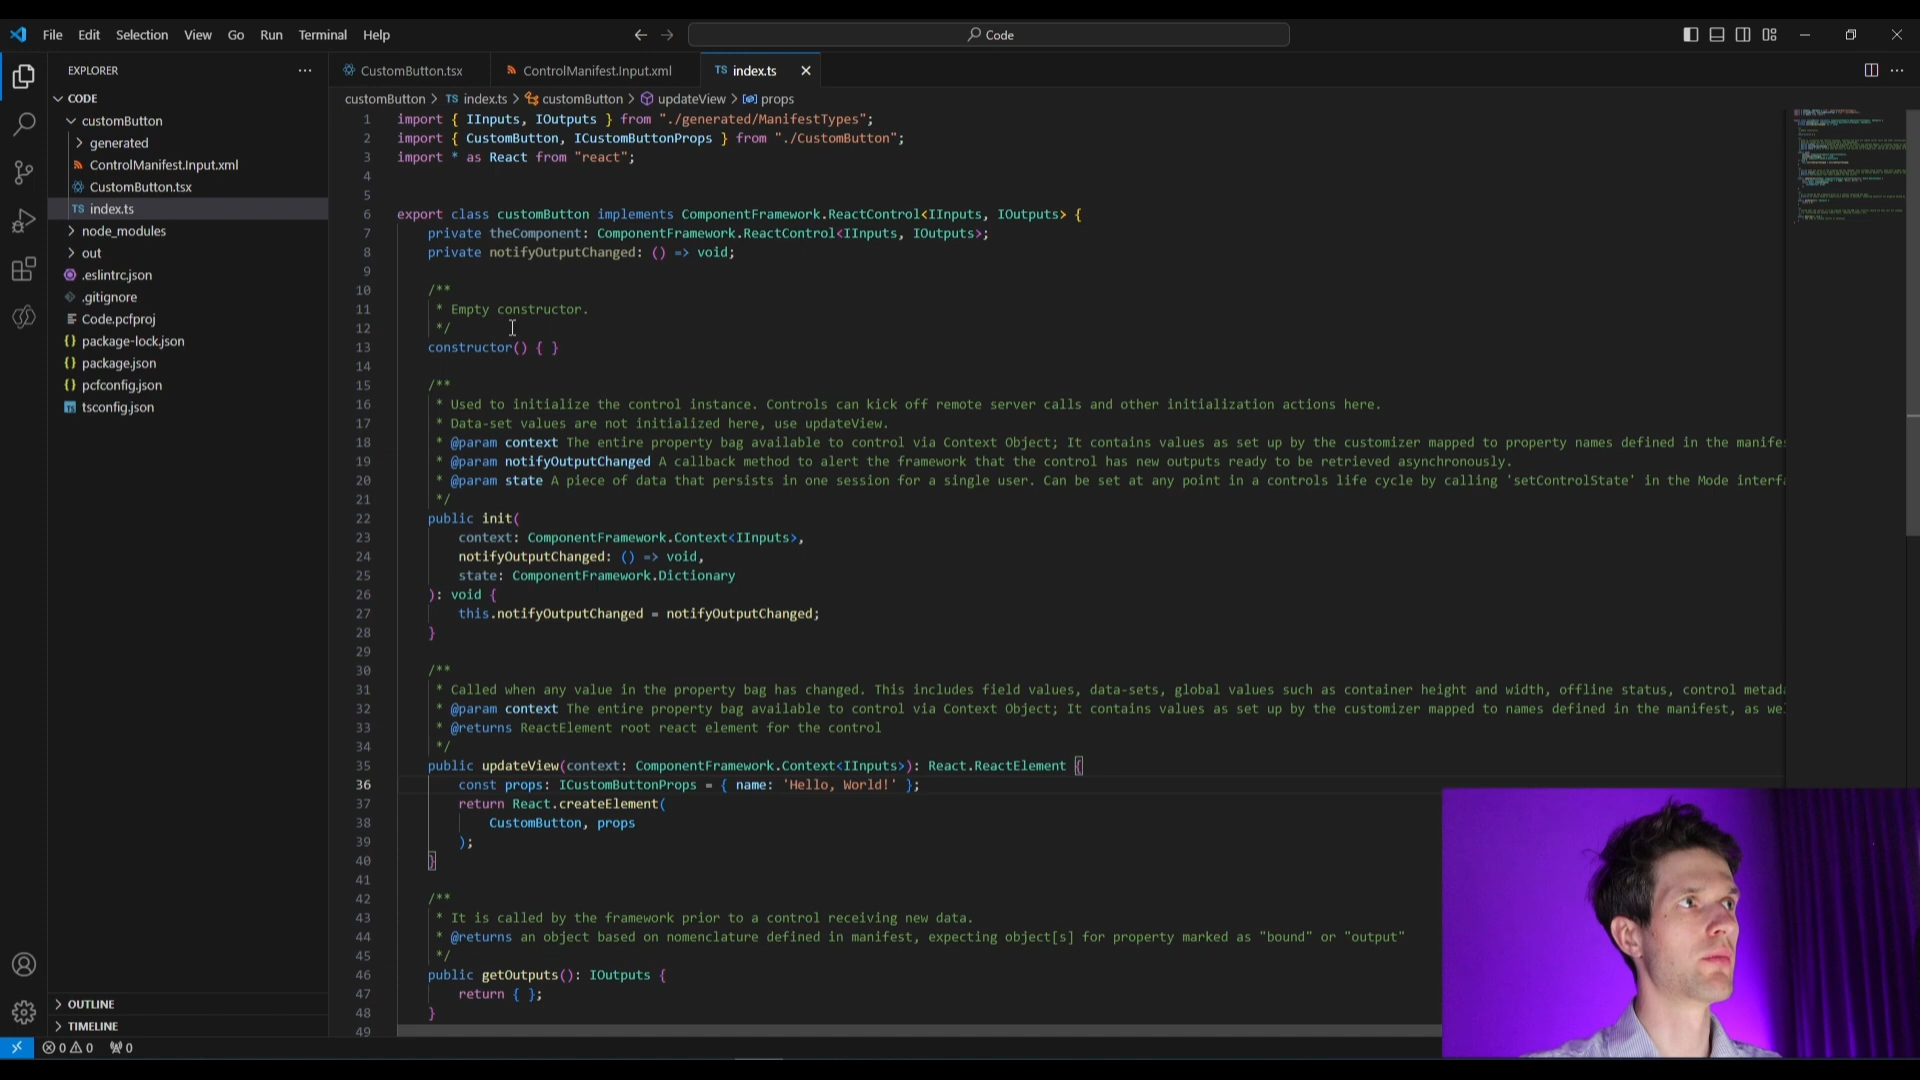 File Edit Selection View Go Run Terminal Help
Code
EXPLORER
CODE
customButton
generated
ControlManifest.Input.xml
CustomButton.tsx
TS index.ts
node_modules
out
.eslintrc.json
.gitignore
Code.pcfproj
package-lock.json
package.json
pcfconfig.json
tsconfig.json
OUTLINE
TIMELINE
0 0 0
CustomButton.tsx ControlManifest.Input.xml TS index.ts
customButton > TS index.ts > customButton > updateView > props
1 import { IInputs, IOutputs } from "./generated/ManifestTypes";
2 import { CustomButton, ICustomButtonProps } from "./CustomButton";
3 import * as React from "react";
4
5
6 export class customButton implements ComponentFramework.ReactControl<IInputs, IOutputs> {
7 private theComponent: ComponentFramework.ReactControl<IInputs, IOutputs>;
8 private notifyOutputChanged: () => void;
9
10 /**
11 * Empty constructor.
12 */
13 constructor() { }
14
15 /**
16 * Used to initialize the control instance. Controls can kick off remote server calls and other initialization actions here.
17 * Data-set values are not initialized here, use updateView.
18 * @param context The entire property bag available to control via Context Object; It contains values as set up by the customizer mapped to property names defined in the manifes
19 * @param notifyOutputChanged A callback method to alert the framework that the control has new outputs ready to be retrieved asynchronously.
20 * @param state A piece of data that persists in one session for a single user. Can be set at any point in a controls life cycle by calling 'setControlState' in the Mode interfa
21 */
22 public init(
23 context: ComponentFramework.Context<IInputs>,
24 notifyOutputChanged: () => void,
25 state: ComponentFramework.Dictionary
26 ): void {
27 this.notifyOutputChanged = notifyOutputChanged;
28 }
29
30 /**
31 * Called when any value in the property bag has changed. This includes field values, data-sets, global values such as container height and width, offline status, control metada
32 * @param context The entire property bag available to control via Context Object; It contains values as set up by the customizer mapped to names defined in the manifest, as we
33 * @returns ReactElement root react element for the control
34 */
35 public updateView(context: ComponentFramework.Context<IInputs>): React.ReactElement {
36 const props: ICustomButtonProps = { name: 'Hello, World!' };
37 return React.createElement(
38 CustomButton, props
39 );
40 }
41
42 /**
43 * It is called by the framework prior to a control receiving new data.
44 * @returns an object based on nomenclature defined in manifest, expecting object[s] for property marked as "bound" or "output"
45 */
46 public getOutputs(): IOutputs {
47 return { };
48 }
49